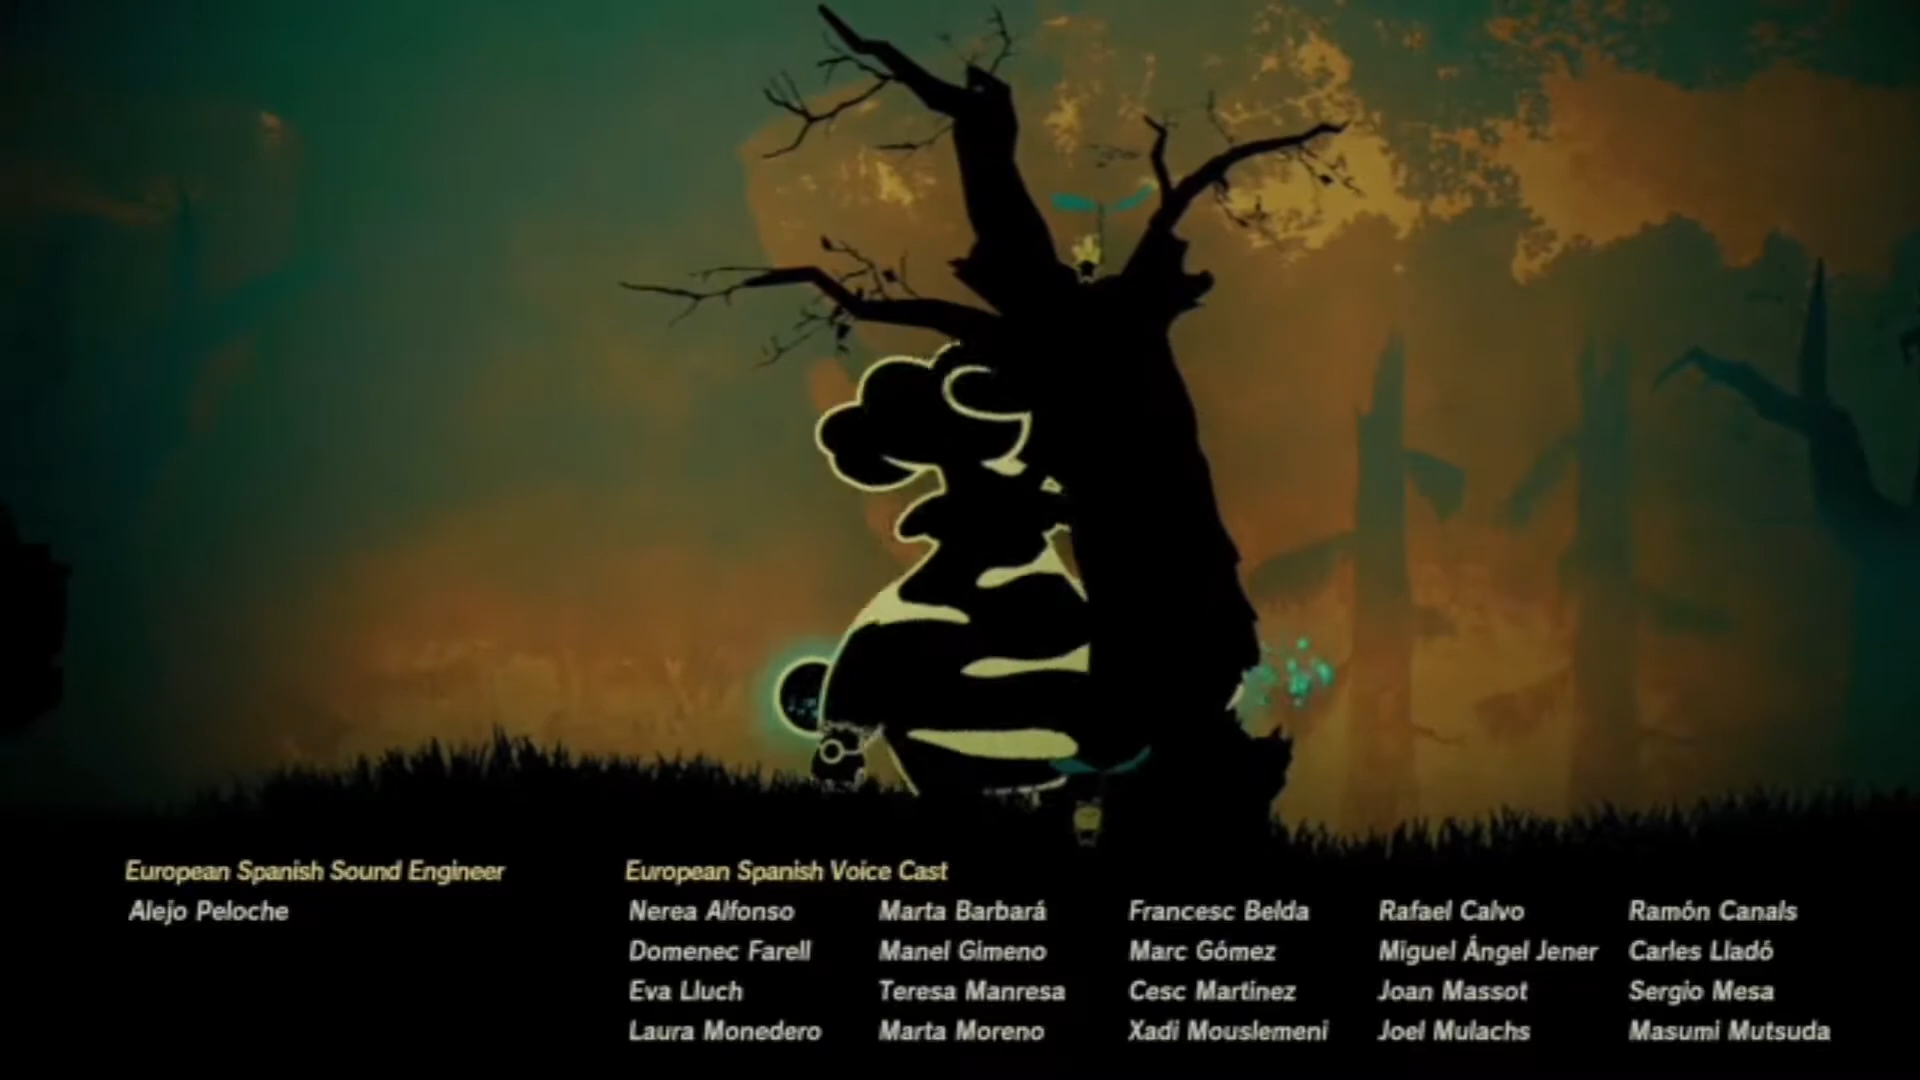 European Spanish Sound Engineer
Alejo Peloche
European Spanish Voice Cast
Nerea Alfonso Marta Barbará Francesc Belda Rafael Calvo Ramón Canals
Domenec Farell Manel Gimeno Marc Gómez Miguel Ángel Jener Carles Lladó
Eva Lluch Teresa Manresa Cesc Martínez Joan Massot Sergio Mesa
Laura Monedero Marta Moreno Xadi Mouslemeni Joel Mulachs Masumi Mutsuda